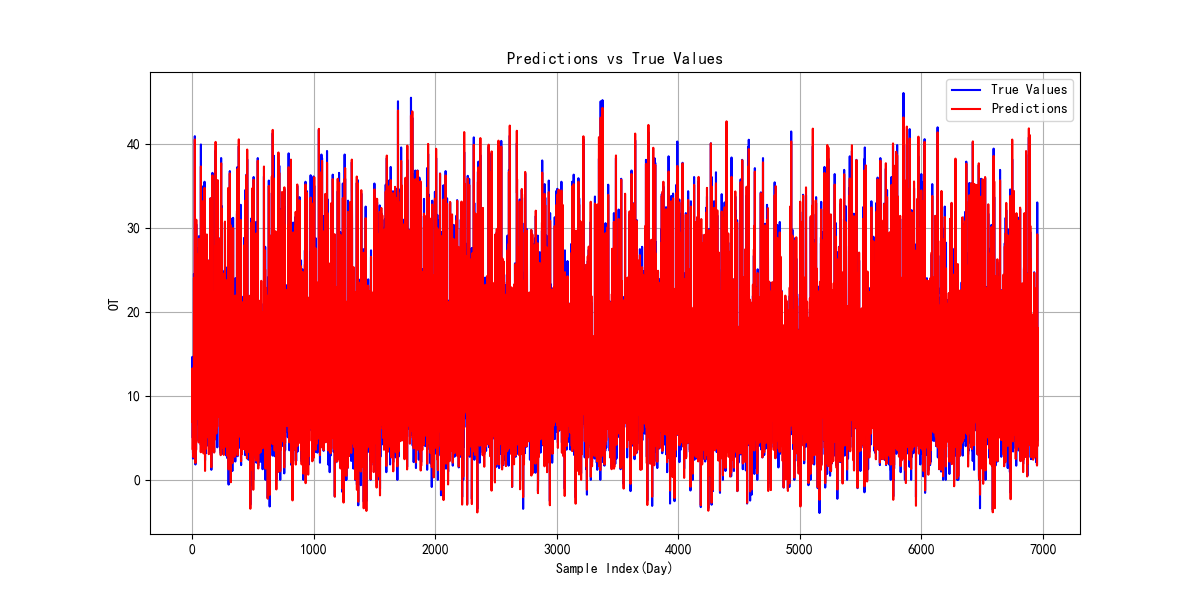 Predictions vs True Values
True Values
Predictions
OT
40
30
20
10
0
0 1000 2000 3000 4000 5000 6000 7000
Sample Index(Day)